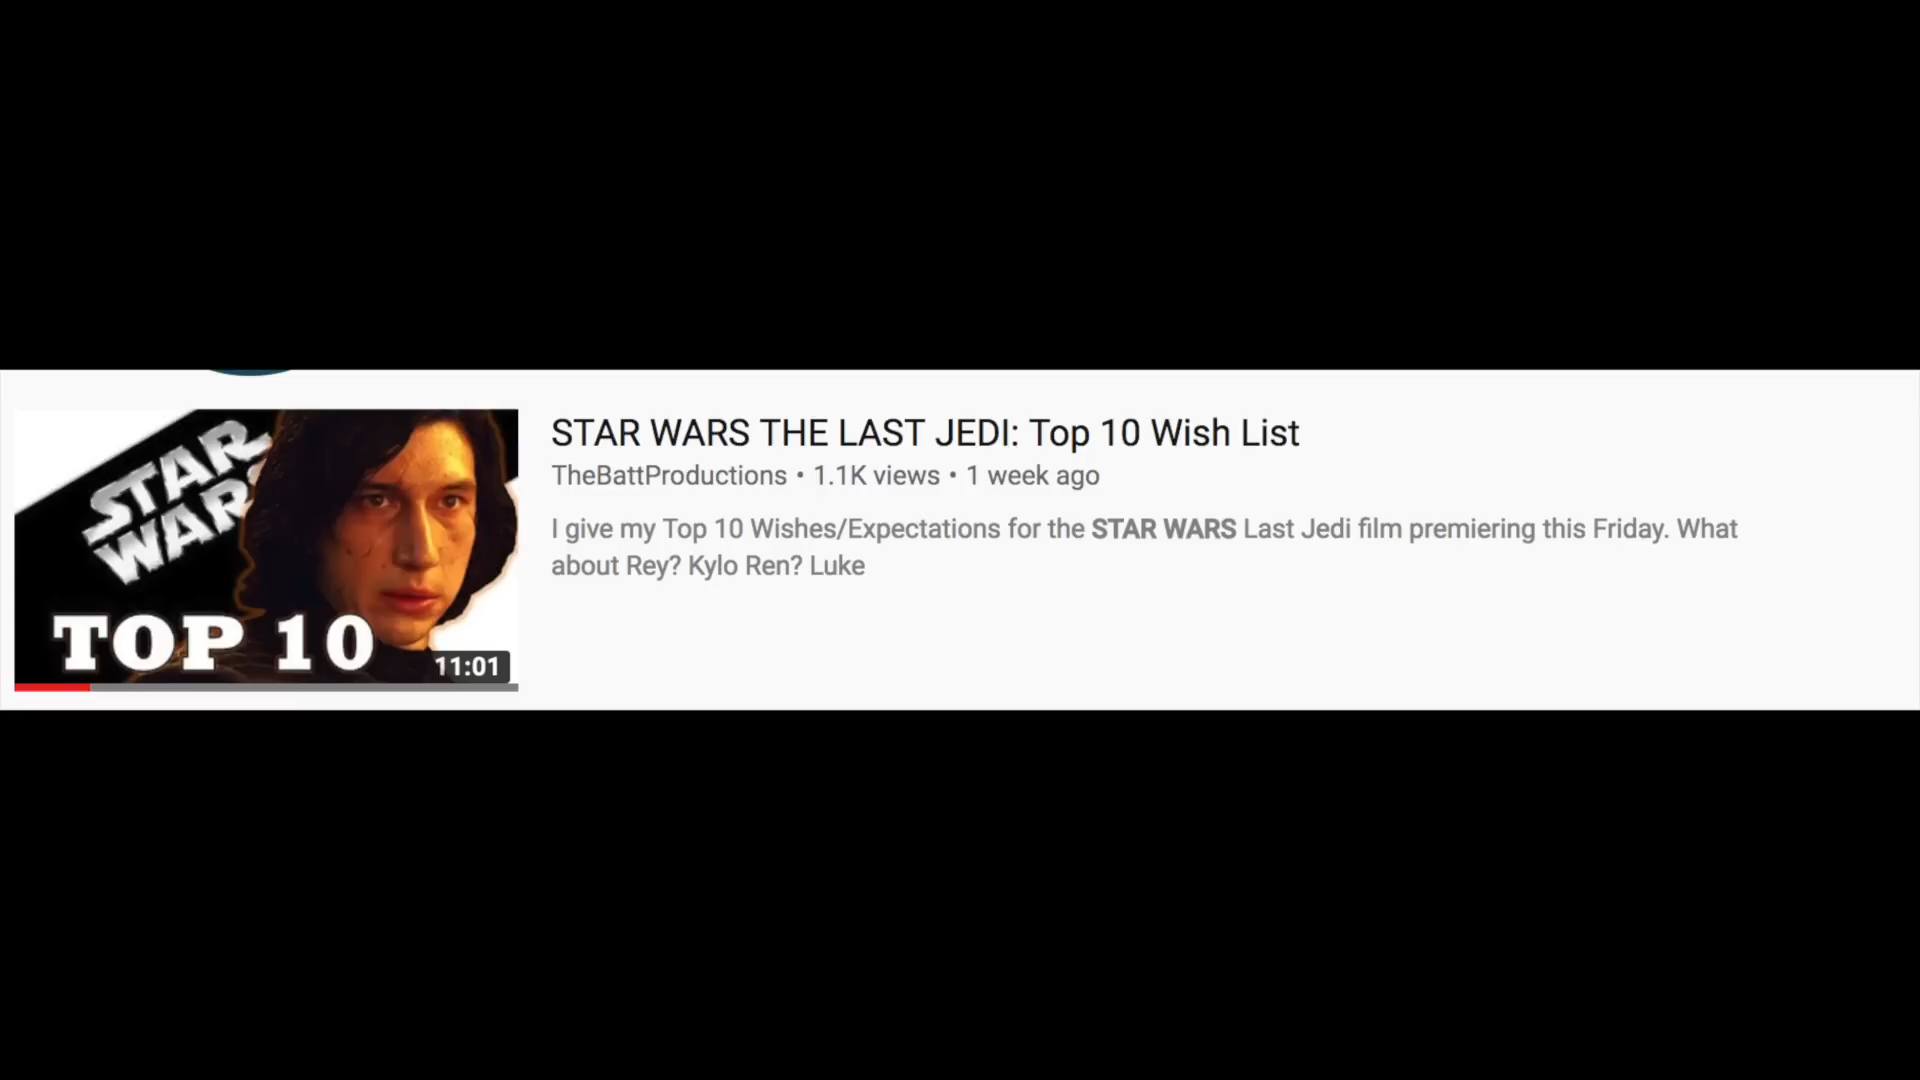 STAR
WARS
TOP 10
11:01
STAR WARS THE LAST JEDI: Top 10 Wish List
TheBattProductions • 1.1K views • 1 week ago
I give my Top 10 Wishes/Expectations for the STAR WARS Last Jedi film premiering this Friday. What
about Rey? Kylo Ren? Luke